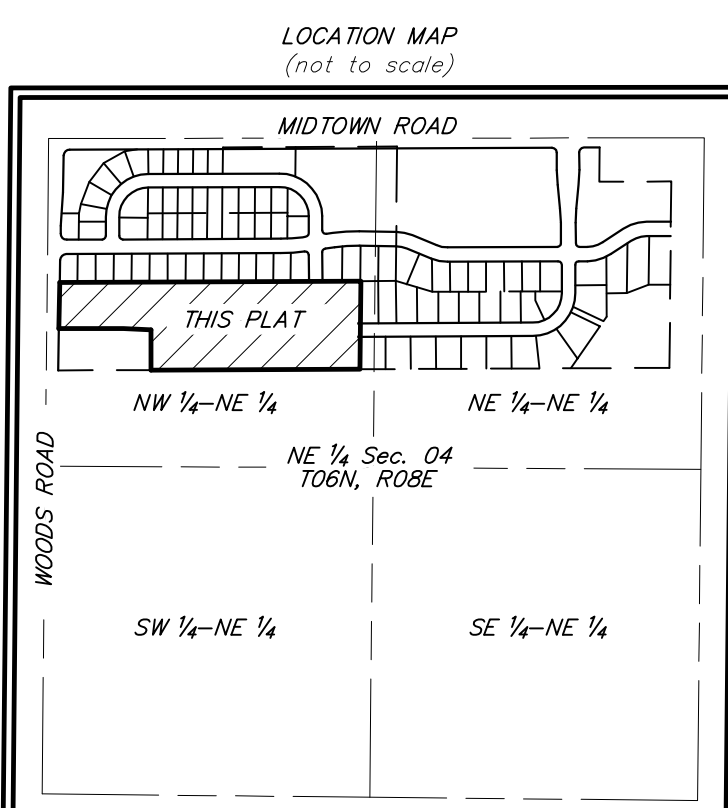 LOCATION MAP
(not to scale)
MIDTOWN ROAD
THIS PLAT
NW ¼–NE ¼
NE ¼–NE ¼
NE ¼ Sec. 04
T06N, R08E
WOODS ROAD
SW ¼–NE ¼
SE ¼–NE ¼